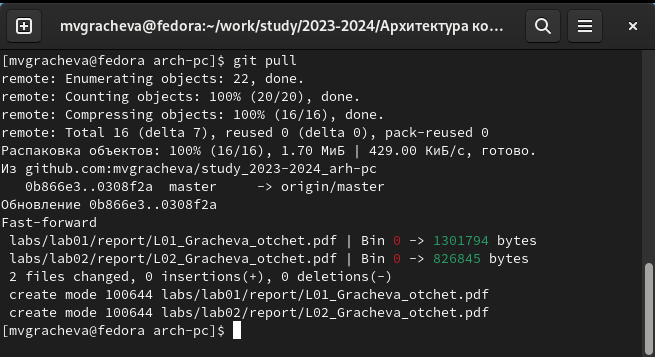 mvgracheva@fedora:~/work/study/2023-2024/Архитектура ко...
[mvgracheva@fedora arch-pc]$ git pull
remote: Enumerating objects: 22, done.
remote: Counting objects: 100% (20/20), done.
remote: Compressing objects: 100% (16/16), done.
remote: Total 16 (delta 7), reused 0 (delta 0), pack-reused 0
Распаковка объектов: 100% (16/16), 1.70 МиБ | 429.00 КиБ/с, готово.
Из github.com:mvgracheva/study_2023-2024_arh-pc
   0b866e3..0308f2a  master     -> origin/master
Обновление 0b866e3..0308f2a
Fast-forward
 labs/lab01/report/L01_Gracheva_otchet.pdf | Bin 0 -> 1301794 bytes
 labs/lab02/report/L02_Gracheva_otchet.pdf | Bin 0 -> 826845 bytes
 2 files changed, 0 insertions(+), 0 deletions(-)
 create mode 100644 labs/lab01/report/L01_Gracheva_otchet.pdf
 create mode 100644 labs/lab02/report/L02_Gracheva_otchet.pdf
[mvgracheva@fedora arch-pc]$